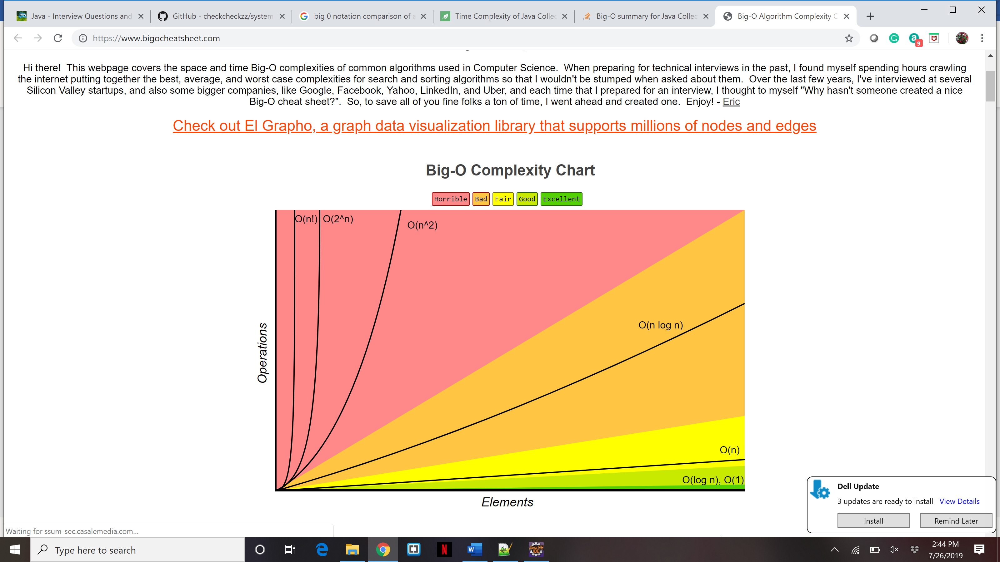 Java - Interview Questions and
GitHub - checkcheckzz/system
big 0 notation comparison of a
Time Complexity of Java Collec
Big-O summary for Java Collec
Big-O Algorithm Complexity C
https://www.bigocheatsheet.com
9
Hi there!  This webpage covers the space and time Big-O complexities of common algorithms used in Computer Science.  When preparing for technical interviews in the past, I found myself spending hours crawling
the internet putting together the best, average, and worst case complexities for search and sorting algorithms so that I wouldn't be stumped when asked about them.  Over the last few years, I've interviewed at several
Silicon Valley startups, and also some bigger companies, like Google, Facebook, Yahoo, LinkedIn, and Uber, and each time that I prepared for an interview, I thought to myself "Why hasn't someone created a nice
Big-O cheat sheet?".  So, to save all of you fine folks a ton of time, I went ahead and created one.  Enjoy! - Eric
Check out El Grapho, a graph data visualization library that supports millions of nodes and edges
Big-O Complexity Chart
Horrible Bad Fair Good Excellent
O(n!) O(2^n)
O(n^2)
O(n log n)
Operations
O(n)
O(log n), O(1)
Elements
Dell Update
3 updates are ready to install View Details
Install Remind Later
Waiting for ssum-sec.casalemedia.com...
Type here to search
Java EE
IDE
2:44 PM
7/26/2019